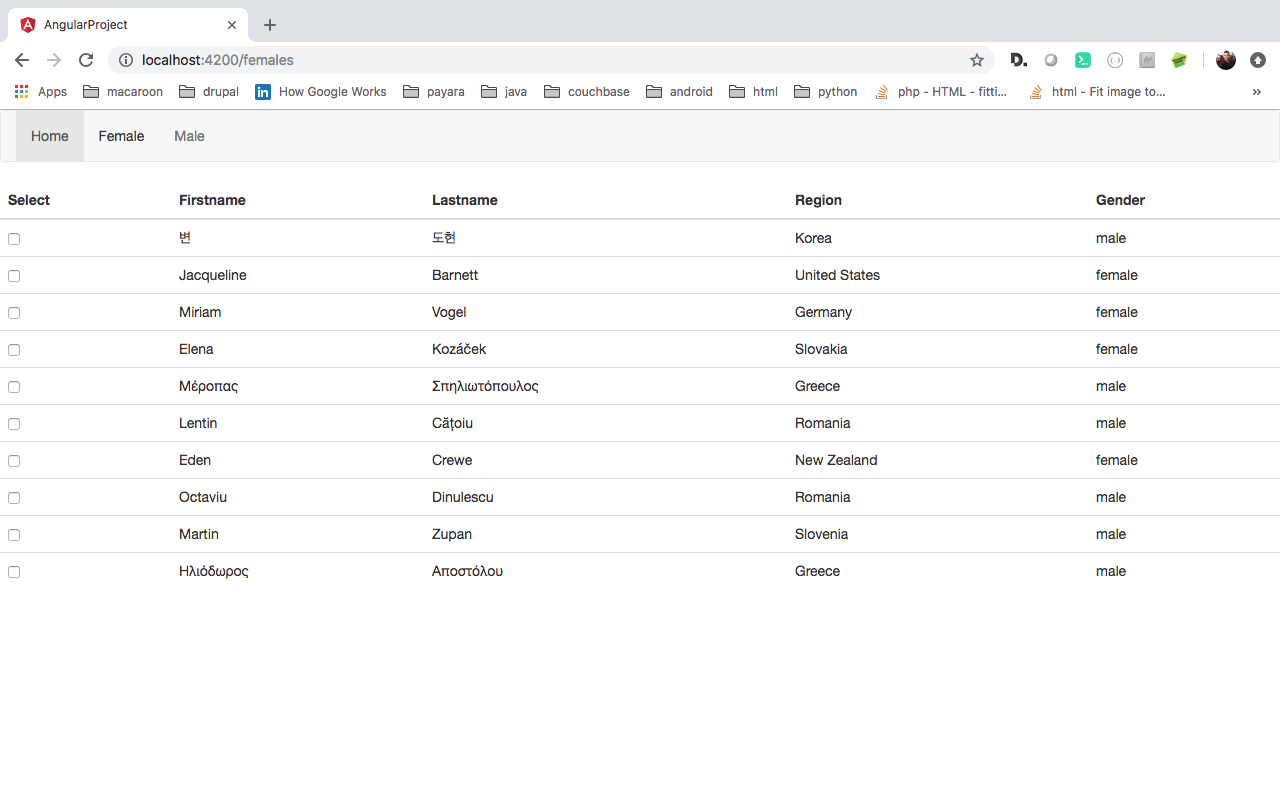 AngularProject
localhost:4200/females
Apps macaroon drupal How Google Works payara java couchbase android html python php - HTML - fitti... html - Fit image to... »
Home Female Male
Select Firstname Lastname Region Gender
변 도현 Korea male
Jacqueline Barnett United States female
Miriam Vogel Germany female
Elena Kozáček Slovakia female
Μέροπας Σπηλιωτόπουλος Greece male
Lentin Cățoiu Romania male
Eden Crewe New Zealand female
Octaviu Dinulescu Romania male
Martin Zupan Slovenia male
Ηλιόδωρος Αποστόλου Greece male